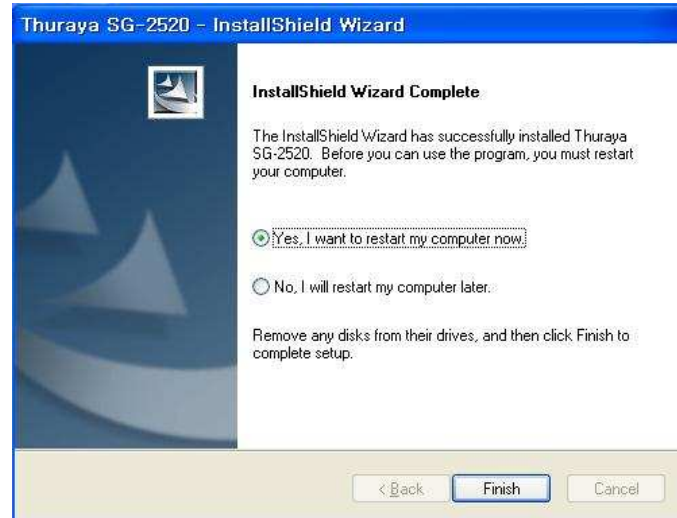 Thuraya SG-2520 - InstallShield Wizard
InstallShield Wizard Complete
The InstallShield Wizard has successfully installed Thuraya
SG-2520. Before you can use the program, you must restart
your computer.
Yes, I want to restart my computer now.
No, I will restart my computer later.
Remove any disks from their drives, and then click Finish to
complete setup.
< Back Finish Cancel